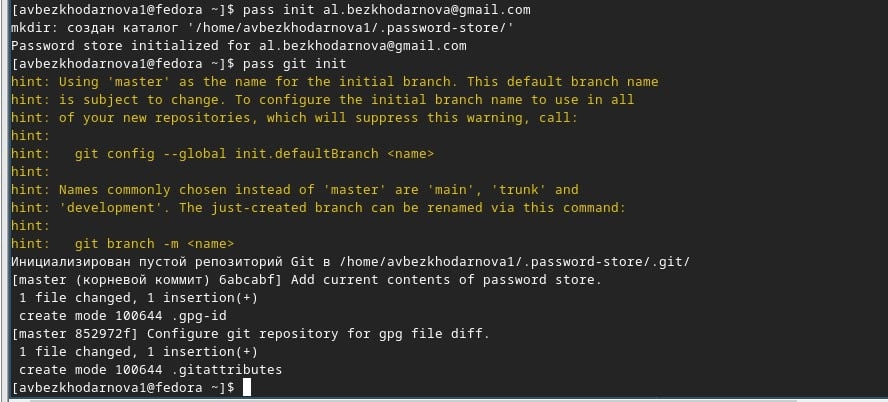 [avbezkhodarnova1@fedora ~]$ pass init al.bezkhodarnova@gmail.com
mkdir: создан каталог '/home/avbezkhodarnova1/.password-store/'
Password store initialized for al.bezkhodarnova@gmail.com
[avbezkhodarnova1@fedora ~]$ pass git init
hint: Using 'master' as the name for the initial branch. This default branch name
hint: is subject to change. To configure the initial branch name to use in all
hint: of your new repositories, which will suppress this warning, call:
hint:
hint:   git config --global init.defaultBranch <name>
hint:
hint: Names commonly chosen instead of 'master' are 'main', 'trunk' and
hint: 'development'. The just-created branch can be renamed via this command:
hint:
hint:   git branch -m <name>
Инициализирован пустой репозиторий Git в /home/avbezkhodarnova1/.password-store/.git/
[master (корневой коммит) 6abcabf] Add current contents of password store.
 1 file changed, 1 insertion(+)
 create mode 100644 .gpg-id
[master 852972f] Configure git repository for gpg file diff.
 1 file changed, 1 insertion(+)
 create mode 100644 .gitattributes
[avbezkhodarnova1@fedora ~]$